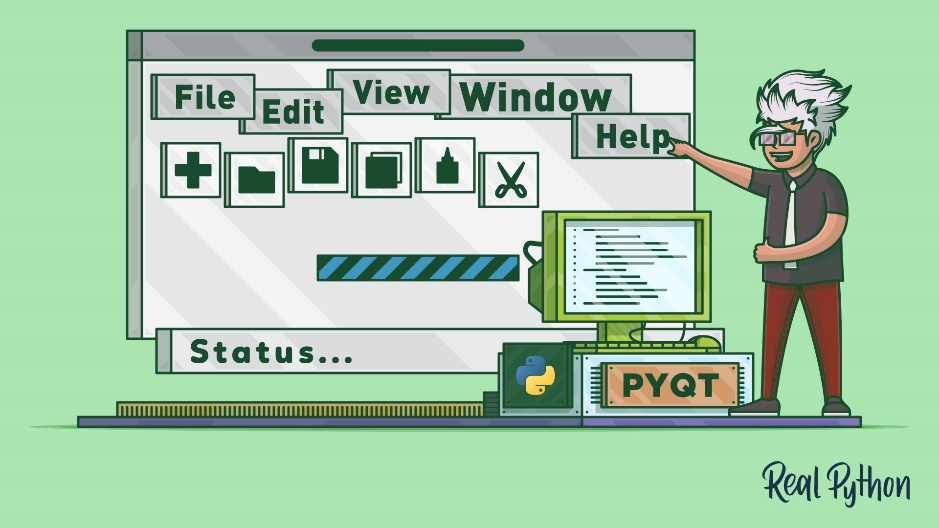 File
Edit
View
Window
Help
Status...
PYQT
Real Python